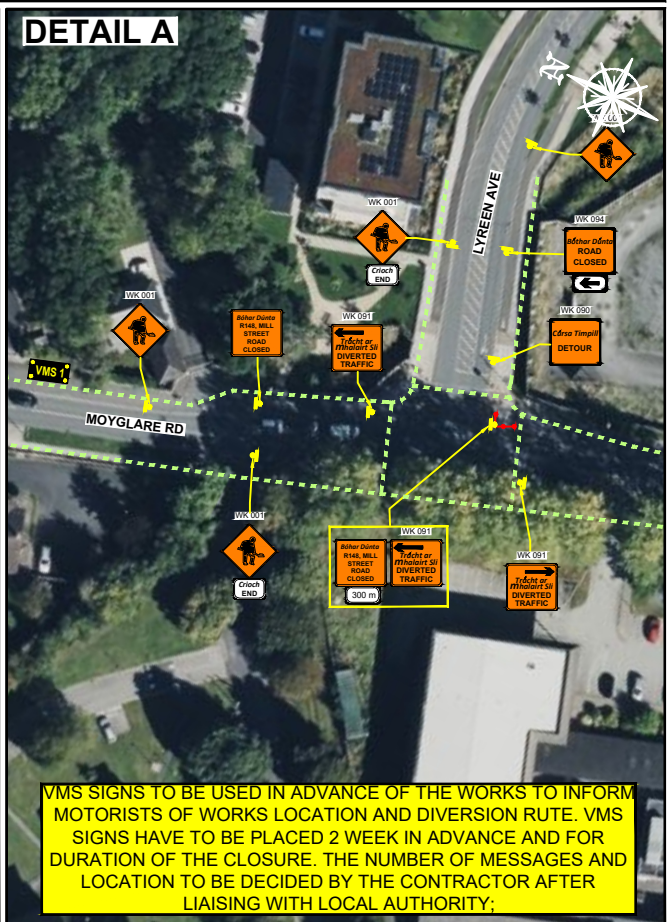 DETAIL A
N
WK 001
WK 001
Críoch
END
LYREEN AVE
WK 094
Bóthar Dúnta
ROAD
CLOSED
WK 001
Bóhar Dúnta
R148, MILL
STREET
ROAD
CLOSED
WK 091
Trácht ar
mhalairt Slí
DIVERTED
TRAFFIC
WK 090
Cúrsa Timpill
DETOUR
VMS 1
MOYGLARE RD
WK 001
Críoch
END
Bóhar Dúnta
R148, MILL
STREET
ROAD
CLOSED
300 m
WK 091
Trácht ar
mhalairt Slí
DIVERTED
TRAFFIC
WK 091
Trácht ar
mhalairt Slí
DIVERTED
TRAFFIC
VMS SIGNS TO BE USED IN ADVANCE OF THE WORKS TO INFORM
MOTORISTS OF WORKS LOCATION AND DIVERSION RUTE. VMS
SIGNS HAVE TO BE PLACED 2 WEEK IN ADVANCE AND FOR
DURATION OF THE CLOSURE. THE NUMBER OF MESSAGES AND
LOCATION TO BE DECIDED BY THE CONTRACTOR AFTER
LIAISING WITH LOCAL AUTHORITY;